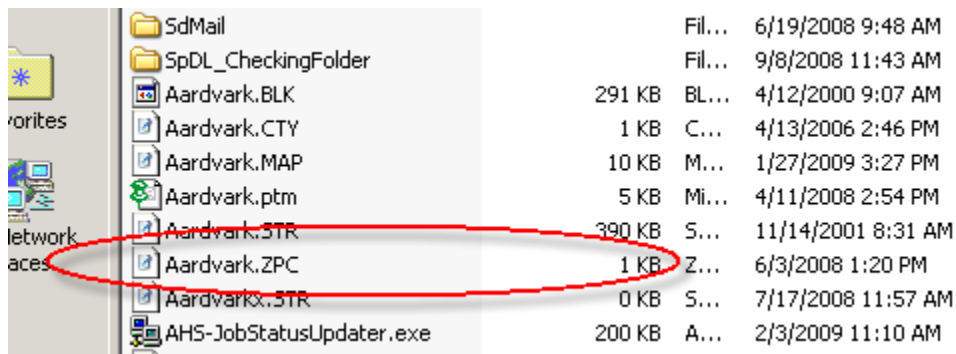 SdMail Fil... 6/19/2008 9:48 AM
SpDL_CheckingFolder Fil... 9/8/2008 11:43 AM
Aardvark.BLK 291 KB BL... 4/12/2000 9:07 AM
vorites Aardvark.CTY 1 KB C... 4/13/2006 2:46 PM
Aardvark.MAP 10 KB M... 1/27/2009 3:27 PM
Aardvark.ptm 5 KB Mi... 4/11/2008 2:54 PM
etwork Aardvark.STR 390 KB S... 11/14/2001 8:31 AM
aces Aardvark.ZPC 1 KB Z... 6/3/2008 1:20 PM
Aardvarkx.STR 0 KB S... 7/17/2008 11:57 AM
AHS-JobStatusUpdater.exe 200 KB A... 2/3/2009 11:10 AM